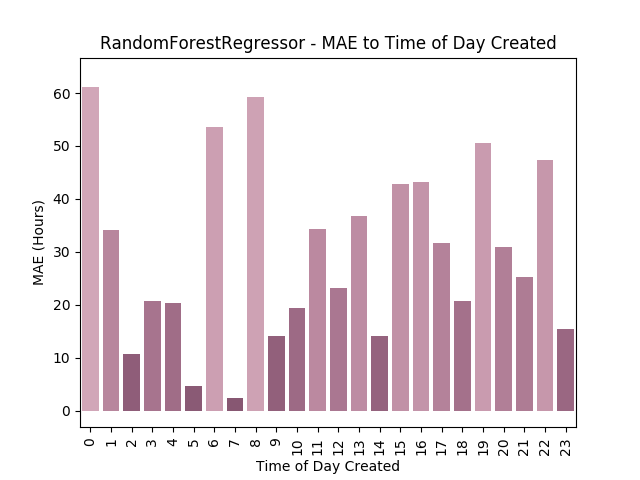 RandomForestRegressor - MAE to Time of Day Created
MAE (Hours)
60
50
40
30
20
10
0
0 1 2 3 4 5 6 7 8 9 10 11 12 13 14 15 16 17 18 19 20 21 22 23
Time of Day Created